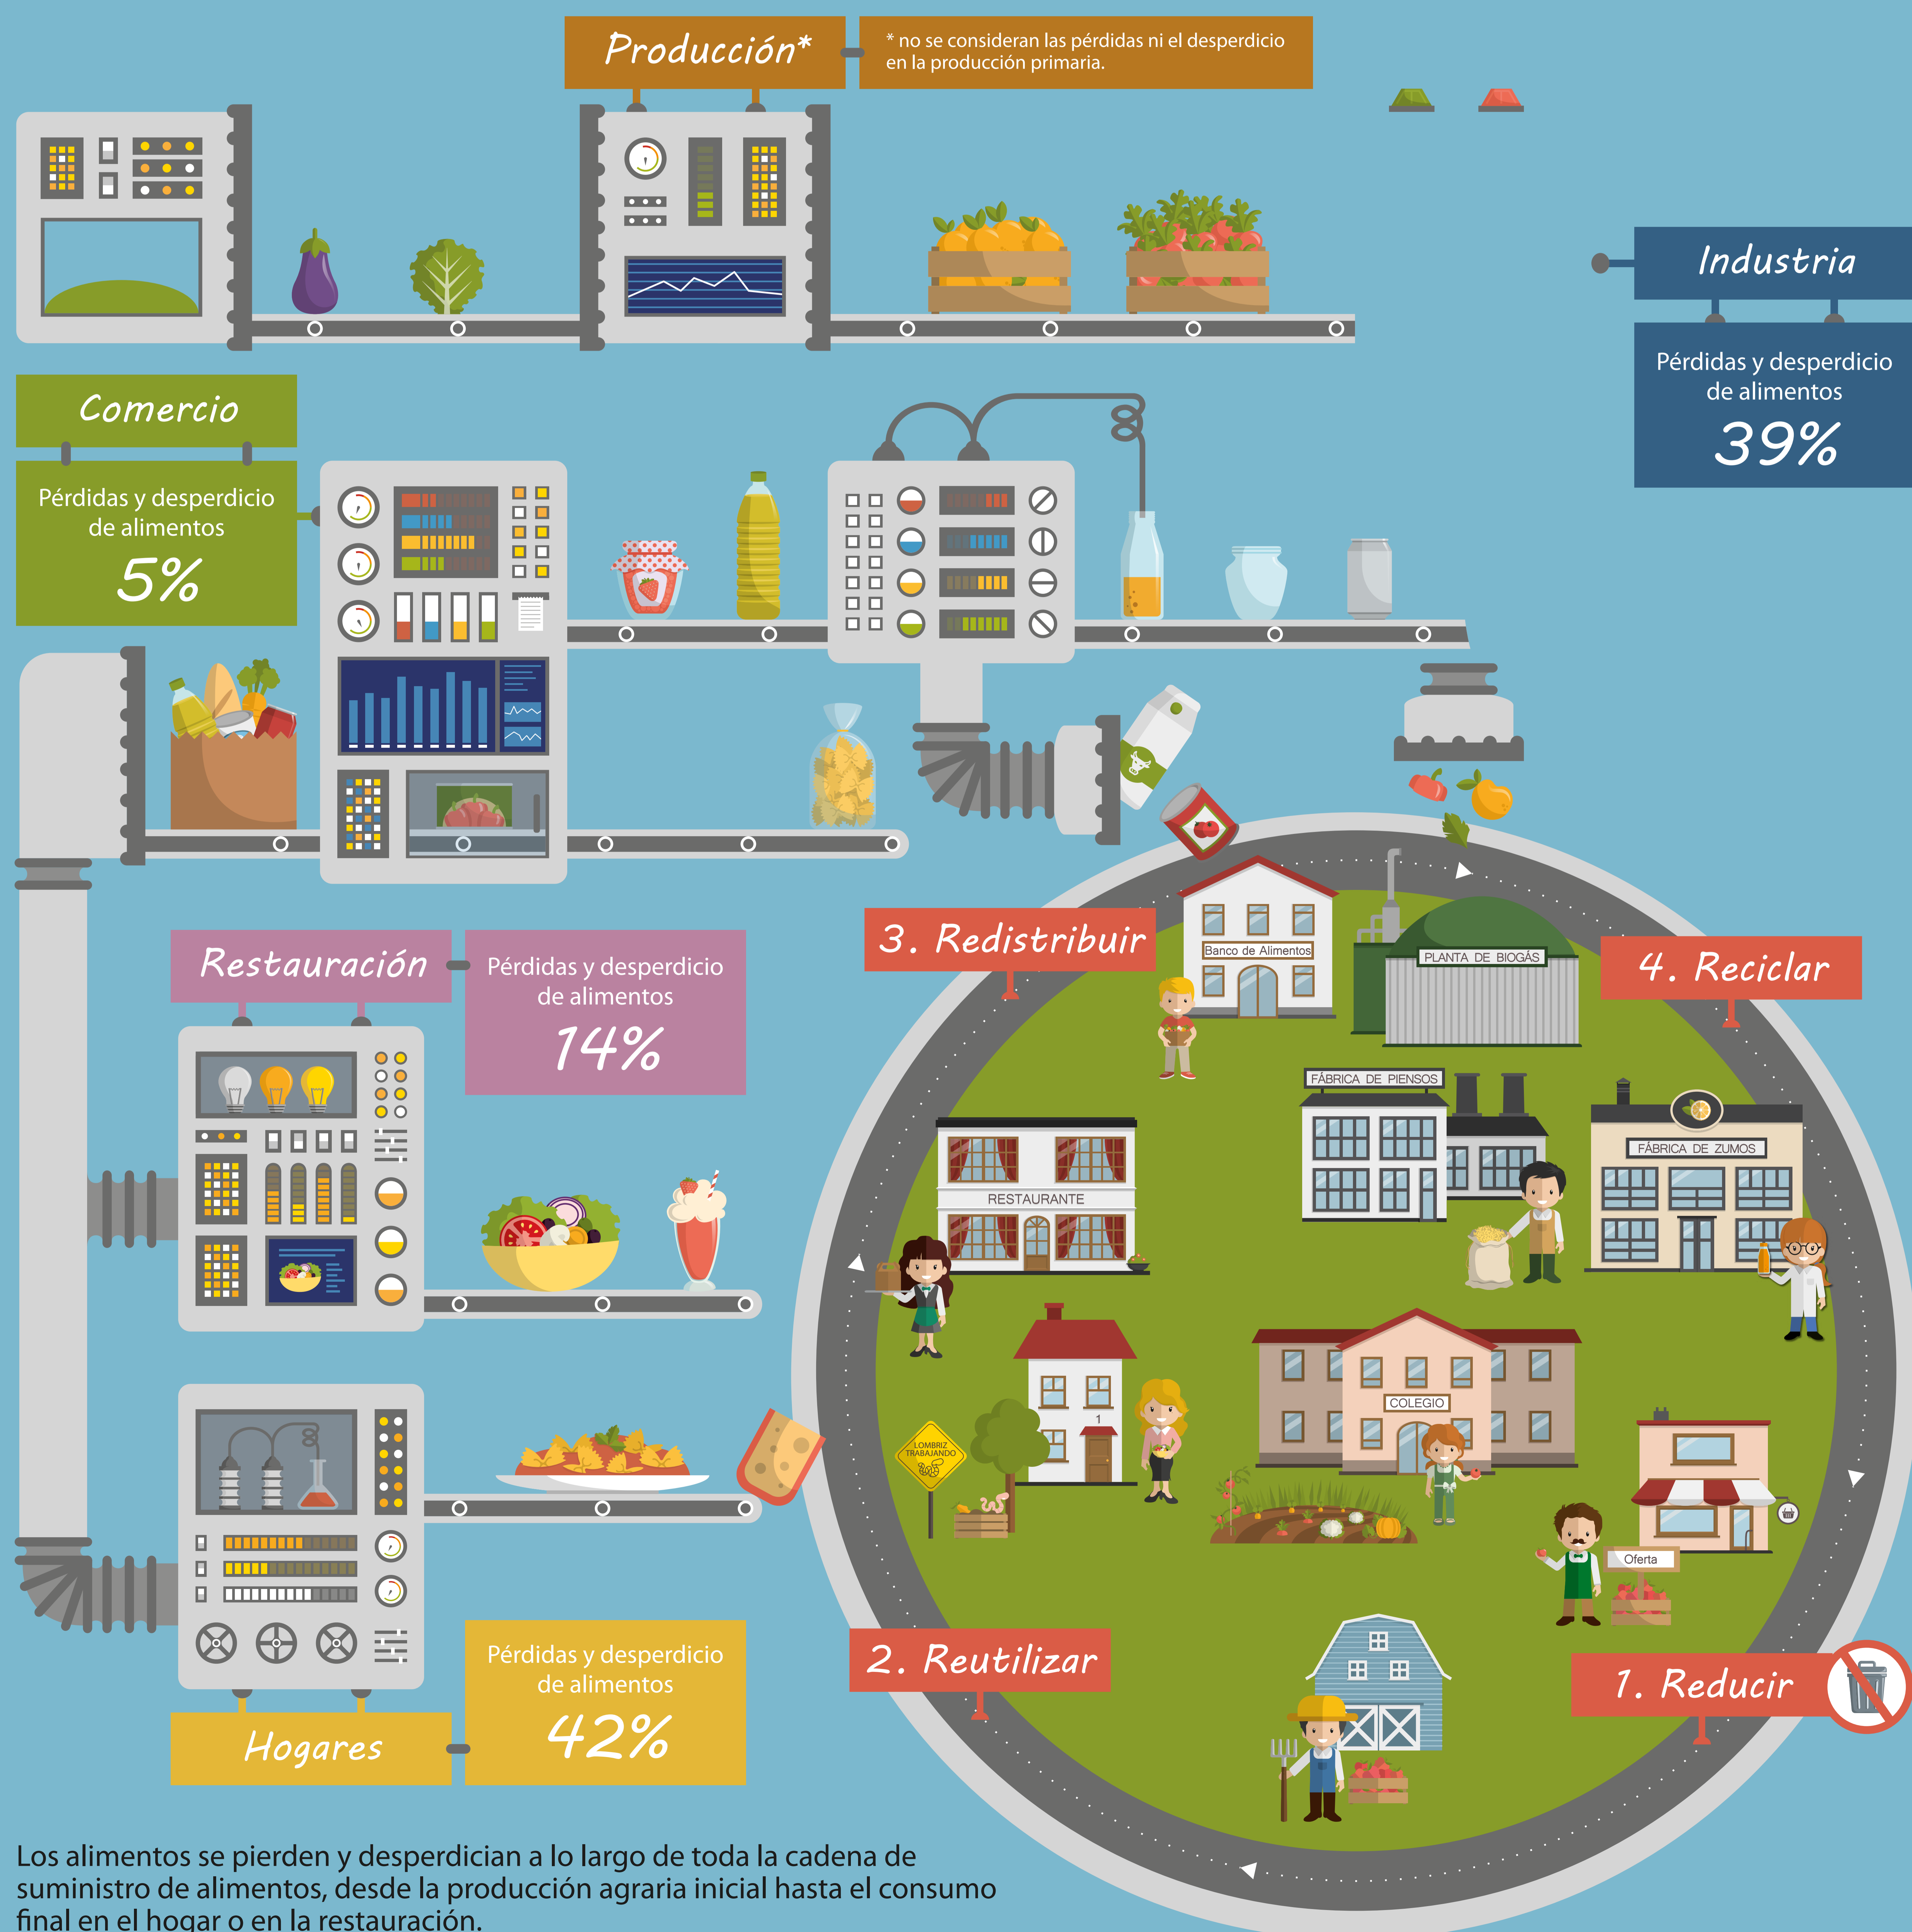 Producción*
* no se consideran las pérdidas ni el desperdicio
en la producción primaria.
Industria
Pérdidas y desperdicio
de alimentos
39%
Comercio
Pérdidas y desperdicio
de alimentos
5%
Restauración
Pérdidas y desperdicio
de alimentos
14%
3. Redistribuir
Banco de Alimentos
PLANTA DE BIOGÁS
4. Reciclar
FÁBRICA DE PIENSOS
FÁBRICA DE ZUMOS
RESTAURANTE
COLEGIO
1
LOMBRIZ
TRABAJANDO
Oferta
2. Reutilizar
1. Reducir
Pérdidas y desperdicio
de alimentos
42%
Hogares
Los alimentos se pierden y desperdician a lo largo de toda la cadena de
suministro de alimentos, desde la producción agraria inicial hasta el consumo
final en el hogar o en la restauración.